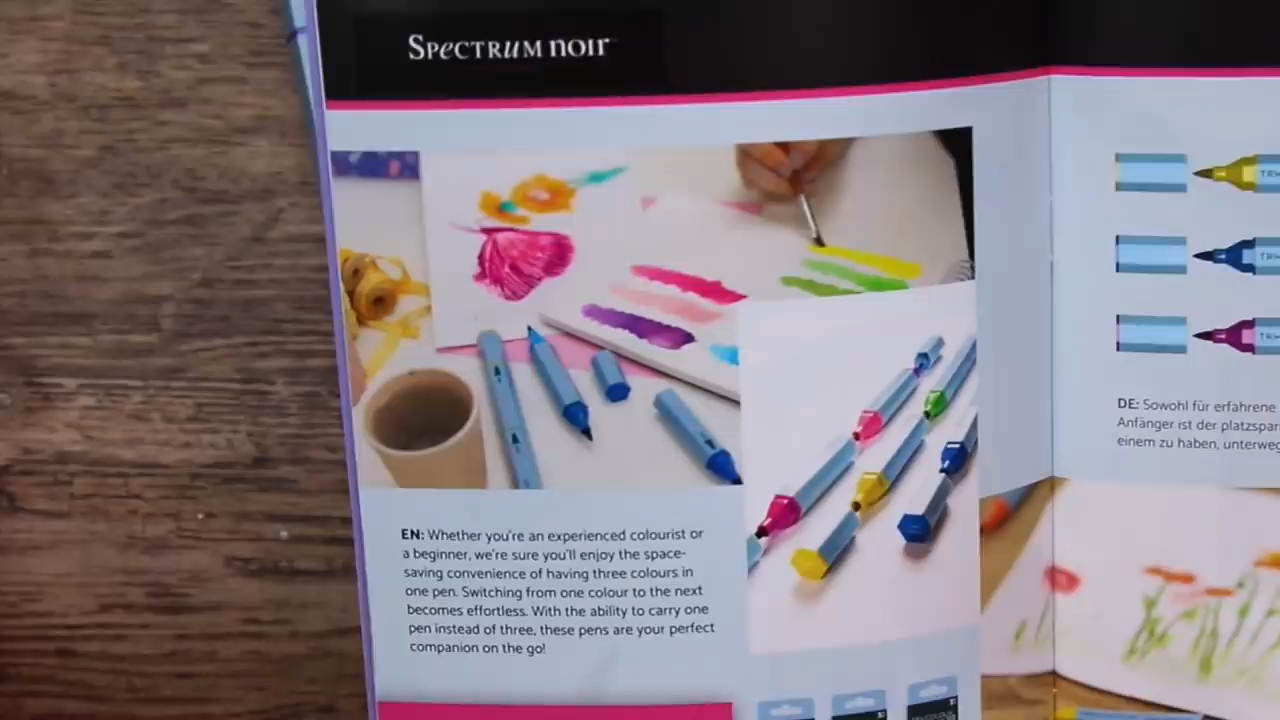 SPECTRUM NOIR
EN: Whether you're an experienced colourist or
a beginner, we're sure you'll enjoy the space-
saving convenience of having three colours in
one pen. Switching from one colour to the next
becomes effortless. With the ability to carry one
pen instead of three, these pens are your perfect
companion on the go!
DE: Sowohl für erfahrene
Anfänger ist der
einem zu haben,